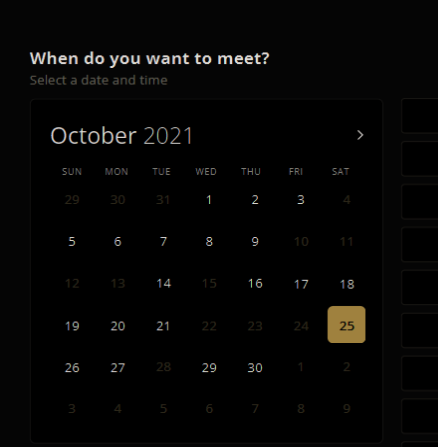 When do you want to meet?
Select a date and time
October 2021
SUN MON TUE WED THU FRI SAT
29 30 31 1 2 3 4
5 6 7 8 9 10 11
12 13 14 15 16 17 18
19 20 21 22 23 24 25
26 27 28 29 30 1 2
3 4 5 6 7 8 9